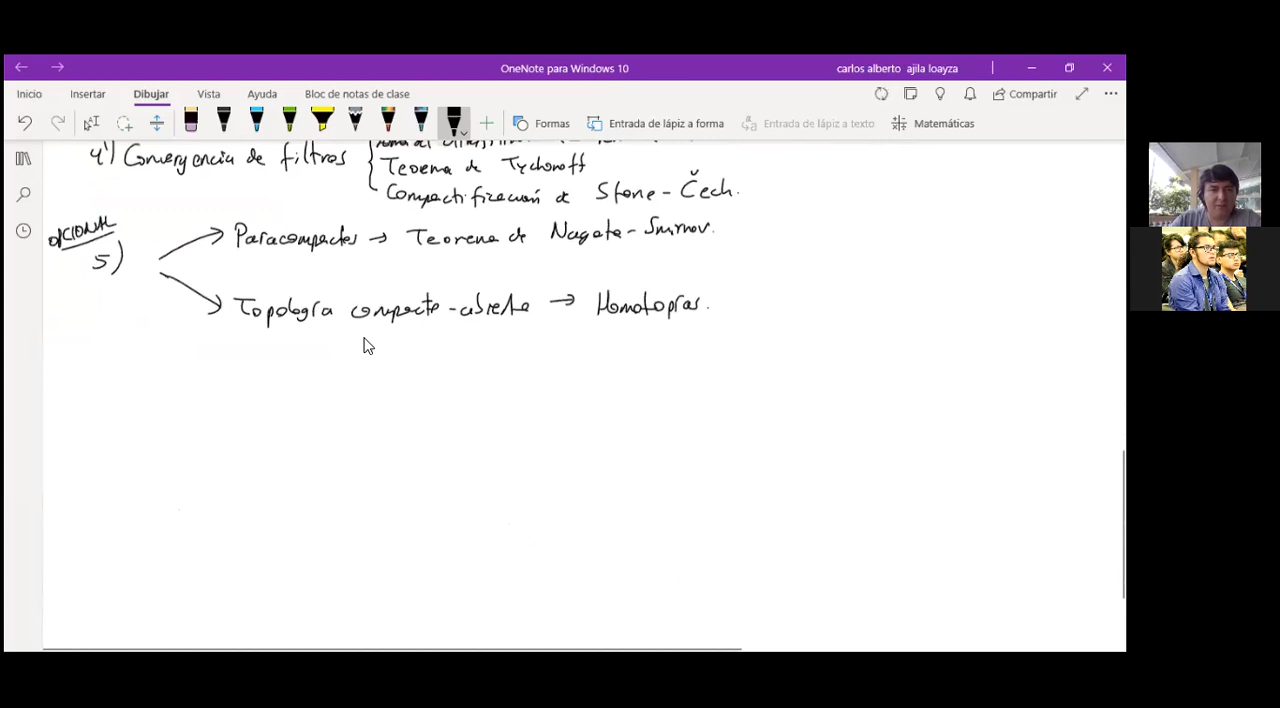 OneNote para Windows 10
carlos alberto ajila loayza
Inicio Insertar Dibujar Vista Ayuda Bloc de notas de clase
Compartir
Formas Entrada de lápiz a forma Entrada de lápiz a texto Matemáticas
4') Convergencia de filtros
Teorema de Tychonoff
Compactificación de Stone-Čech.
OPCIONAL
5)
Paracompactos → Teorema de Nagata-Smirnov.
Topología compacto-abierta → Homotopías.